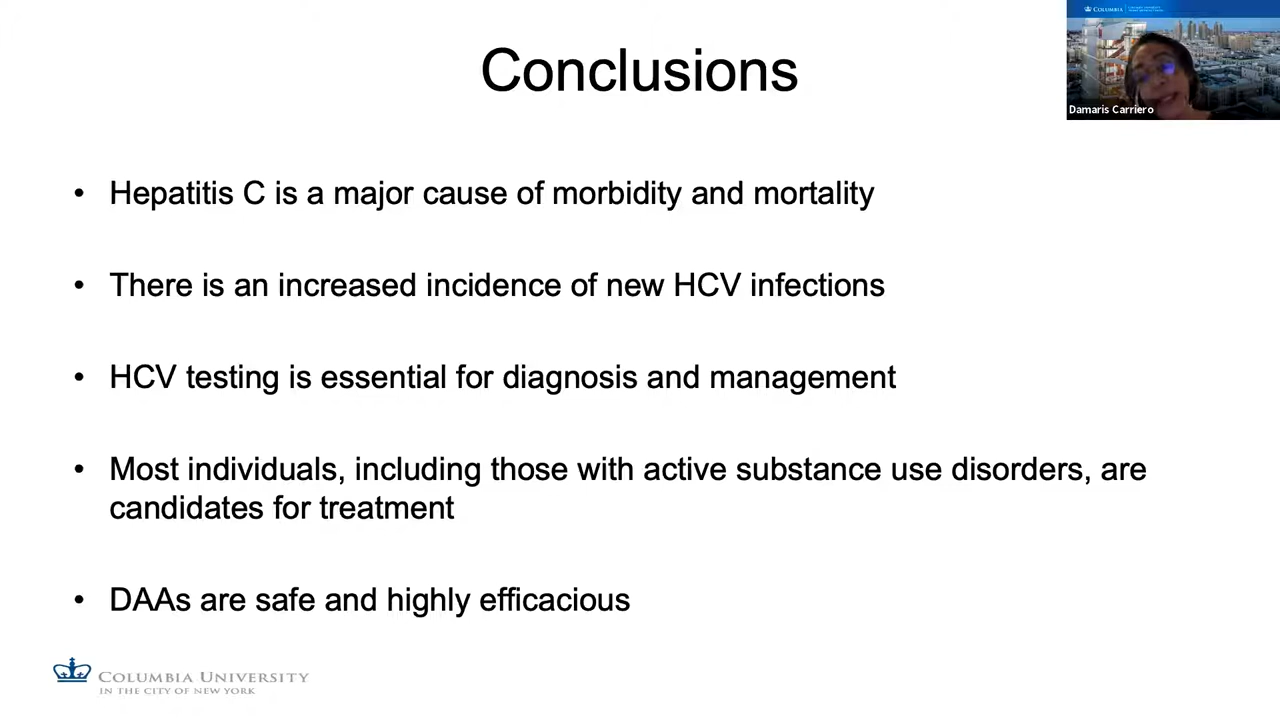 Conclusions
COLUMBIA
Damaris Carriero
• Hepatitis C is a major cause of morbidity and mortality
• There is an increased incidence of new HCV infections
• HCV testing is essential for diagnosis and management
• Most individuals, including those with active substance use disorders, are
candidates for treatment
• DAAs are safe and highly efficacious
COLUMBIA UNIVERSITY
IN THE CITY OF NEW YORK